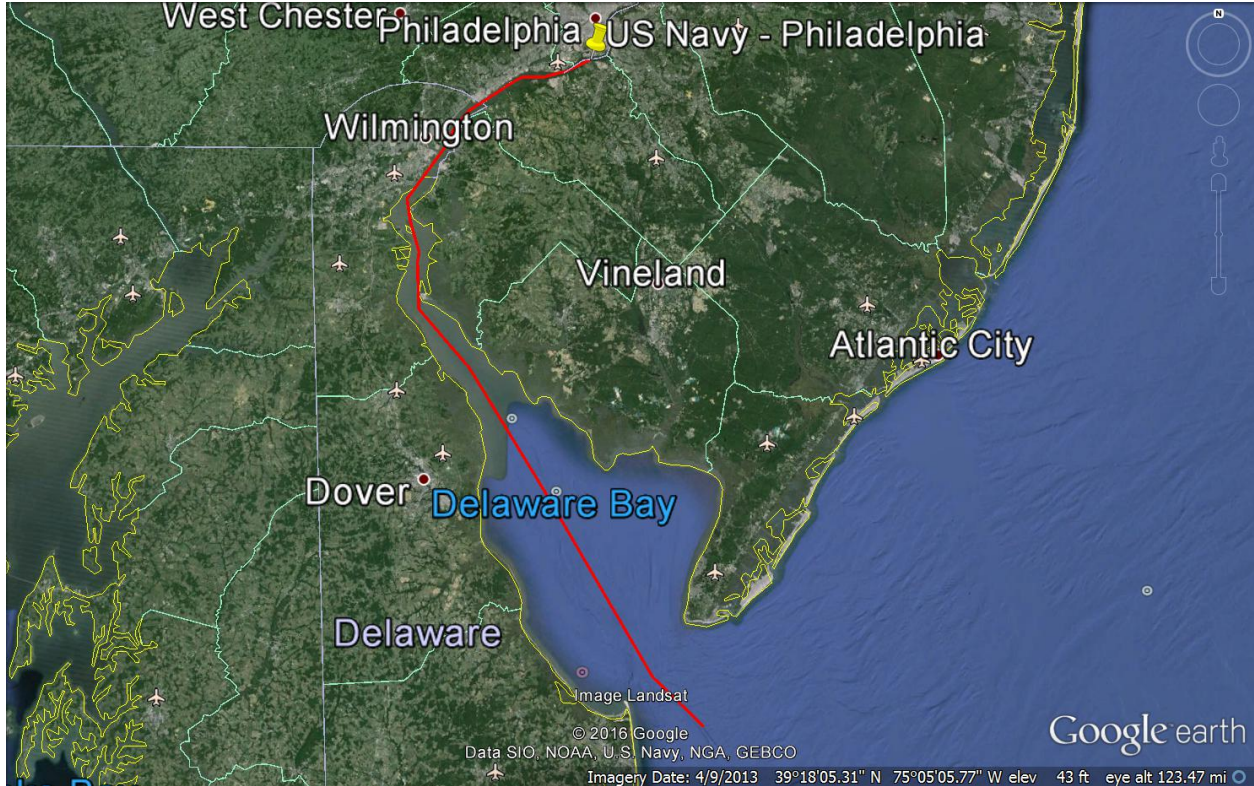 West Chester
Philadelphia
US Navy - Philadelphia
N
Wilmington
Vineland
Atlantic City
Dover
Delaware Bay
Delaware
Image Landsat
© 2016 Google
Data SIO, NOAA, U.S. Navy, NGA, GEBCO
Google earth
Imagery Date: 4/9/2013 39°18'05.31" N 75°05'05.77" W elev 43 ft eye alt 123.47 mi